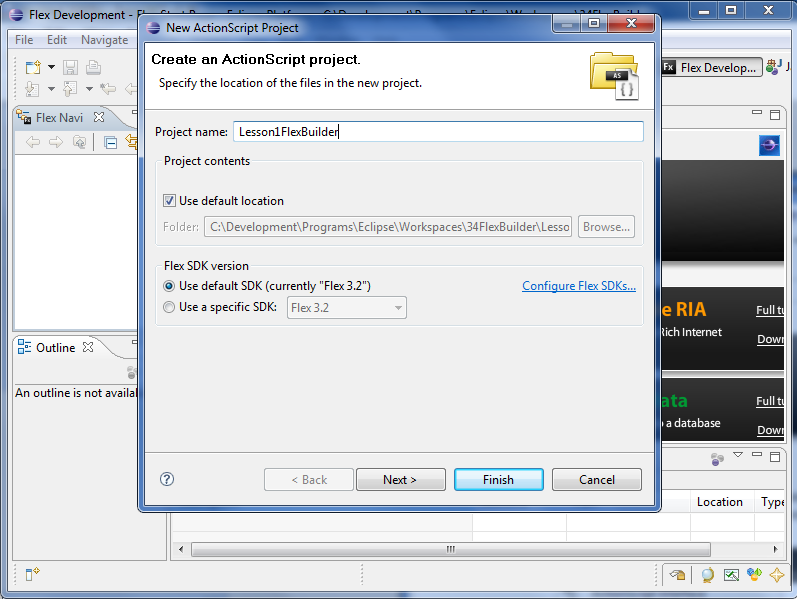 Flex Development -
New ActionScript Project
File Edit Navigate
Create an ActionScript project.
Specify the location of the files in the new project.
AS
Flex Develop...
Flex Navi
Project name: Lesson1FlexBuilder
Project contents
Use default location
Folder: C:\Development\Programs\Eclipse\Workspaces\34FlexBuilder\Lesso
Browse...
Flex SDK version
Use default SDK (currently "Flex 3.2")
Configure Flex SDKs...
Use a specific SDK: Flex 3.2
RIA
Full tu
Rich Internet
Down
Outline
An outline is not availab
ata
Full tu
a database
Down
< Back Next > Finish Cancel
Location Type